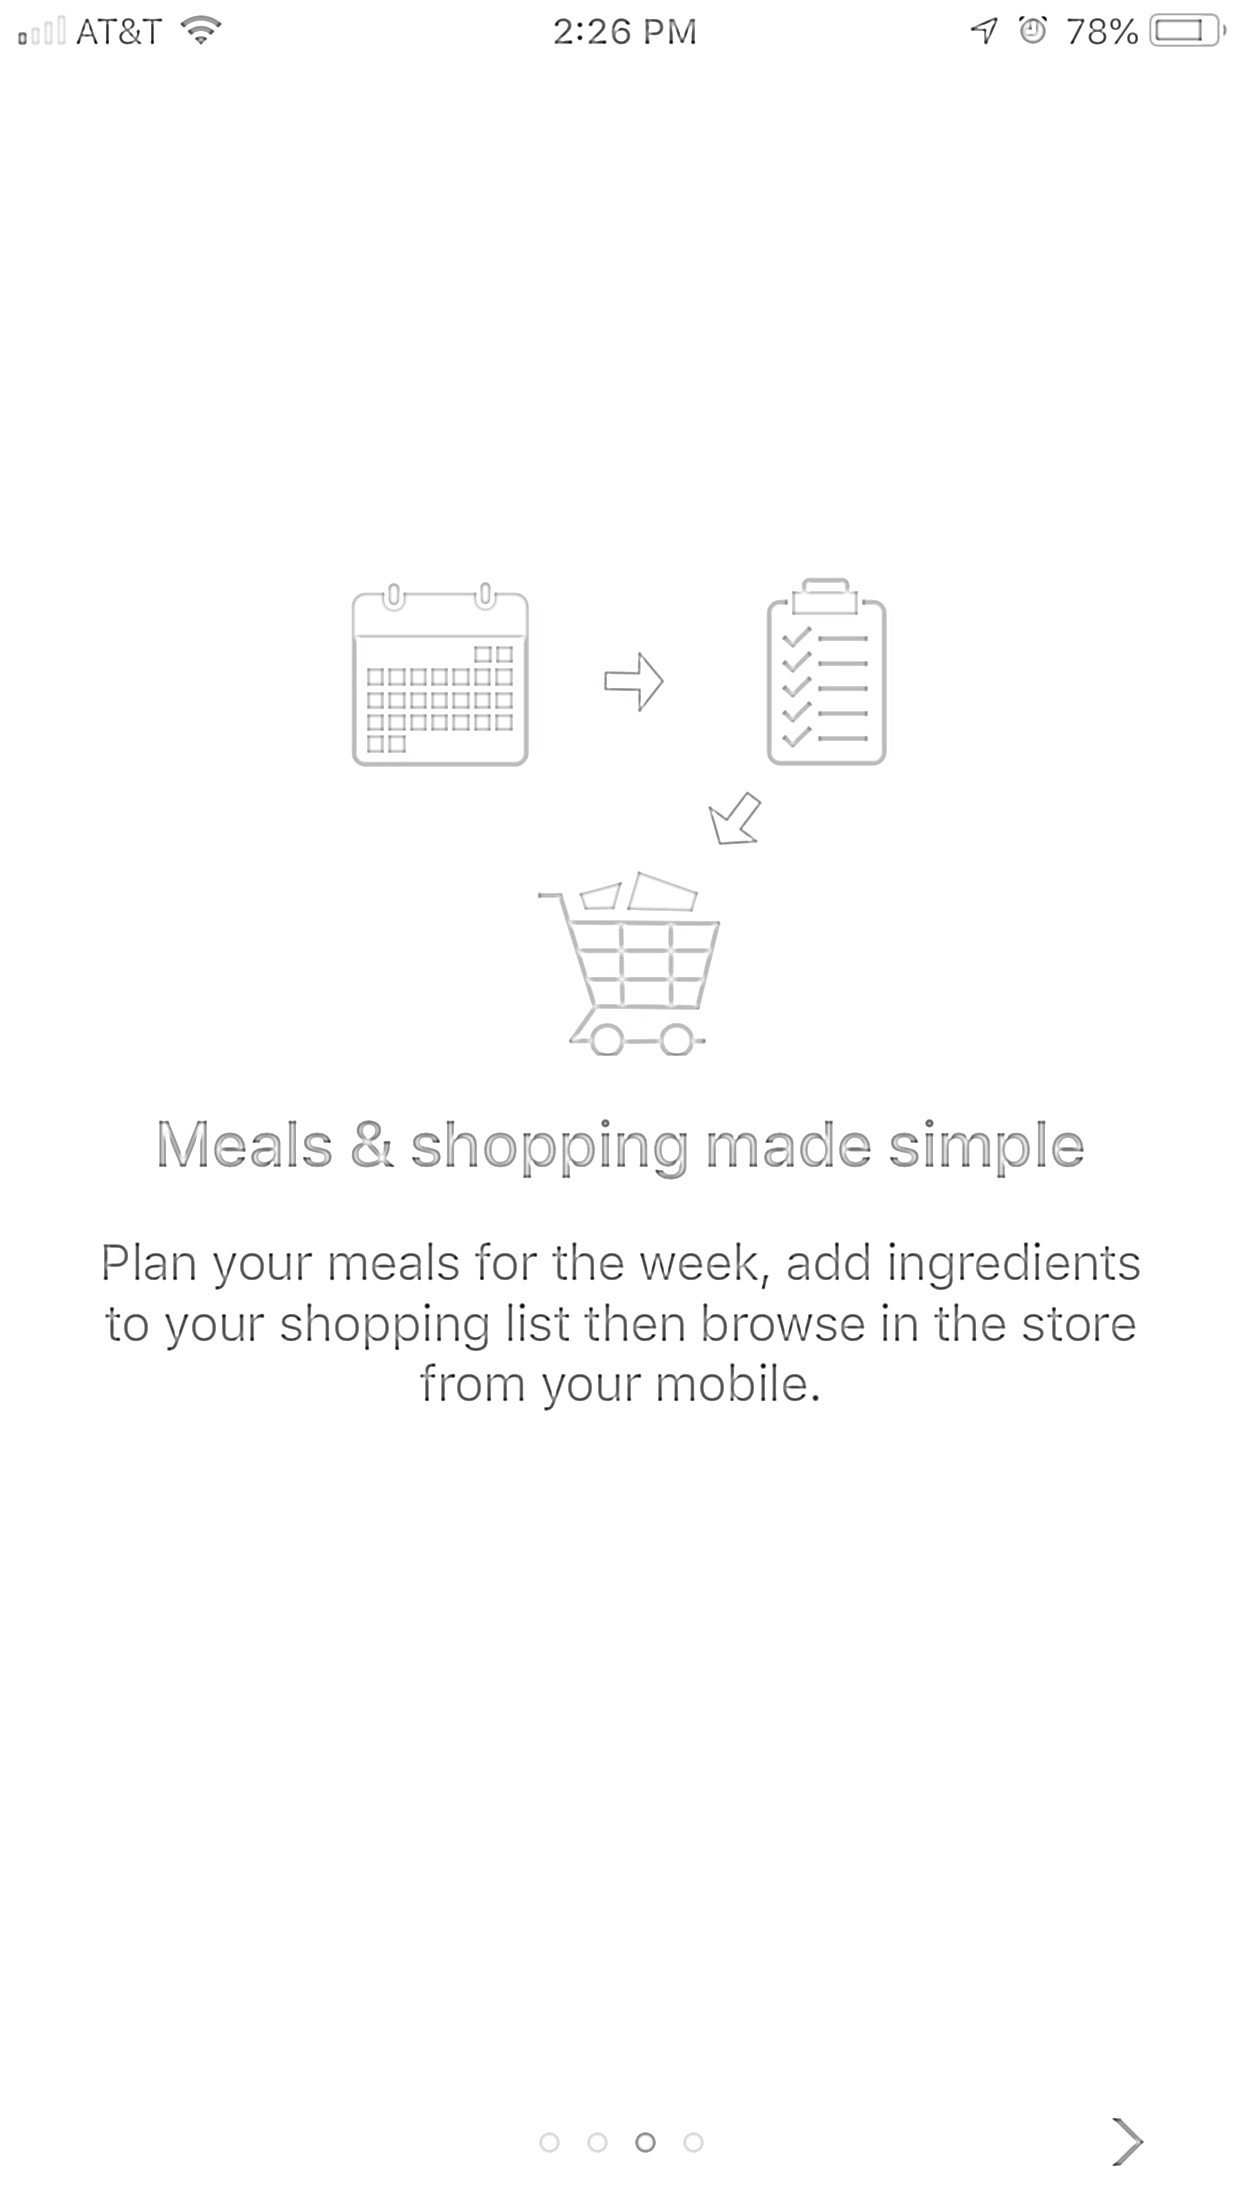 AT&T 2:26 PM 78%
Meals & shopping made simple
Plan your meals for the week, add ingredients
to your shopping list then browse in the store
from your mobile.